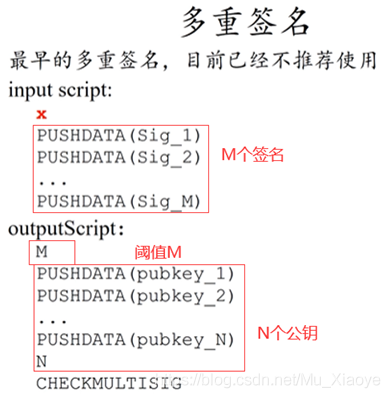 多重签名
最早的多重签名，目前已经不推荐使用
input script:
x
PUSHDATA(Sig_1)
PUSHDATA(Sig_2)
...
PUSHDATA(Sig_M)
M个签名
outputScript：
M
阈值M
PUSHDATA(pubkey_1)
PUSHDATA(pubkey_2)
...
PUSHDATA(pubkey_N)
N个公钥
N
CHECKMULTISIG
https://blog.csdn.net/Mu_Xiaoye